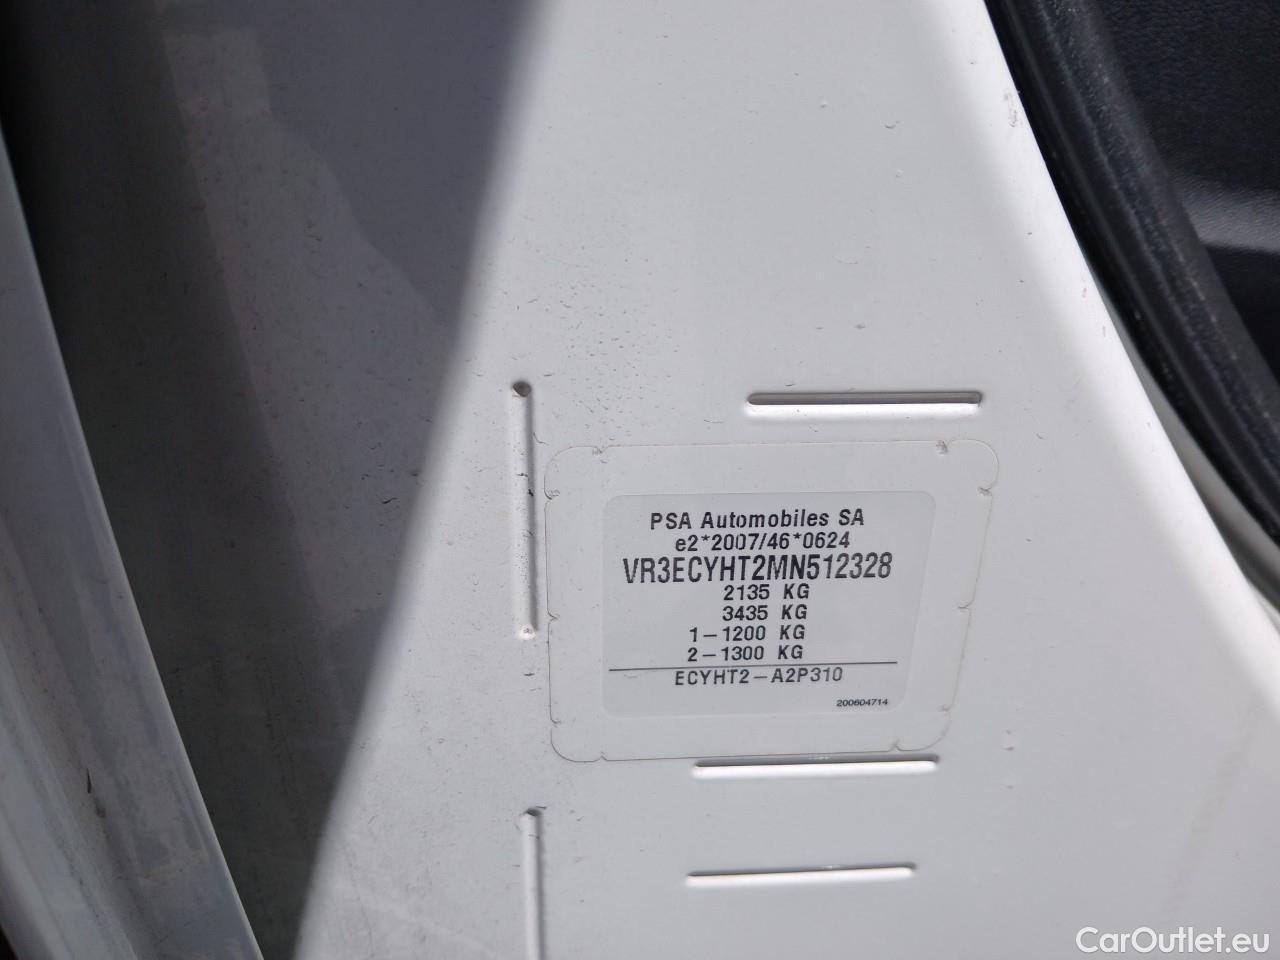 PSA Automobiles SA
e2*2007/46*0624
VR3ECYHT2MN512328
2135 KG
3435 KG
1-1200 KG
2-1300 KG
ECYHT2-A2P310
200604714
CarOutlet.eu